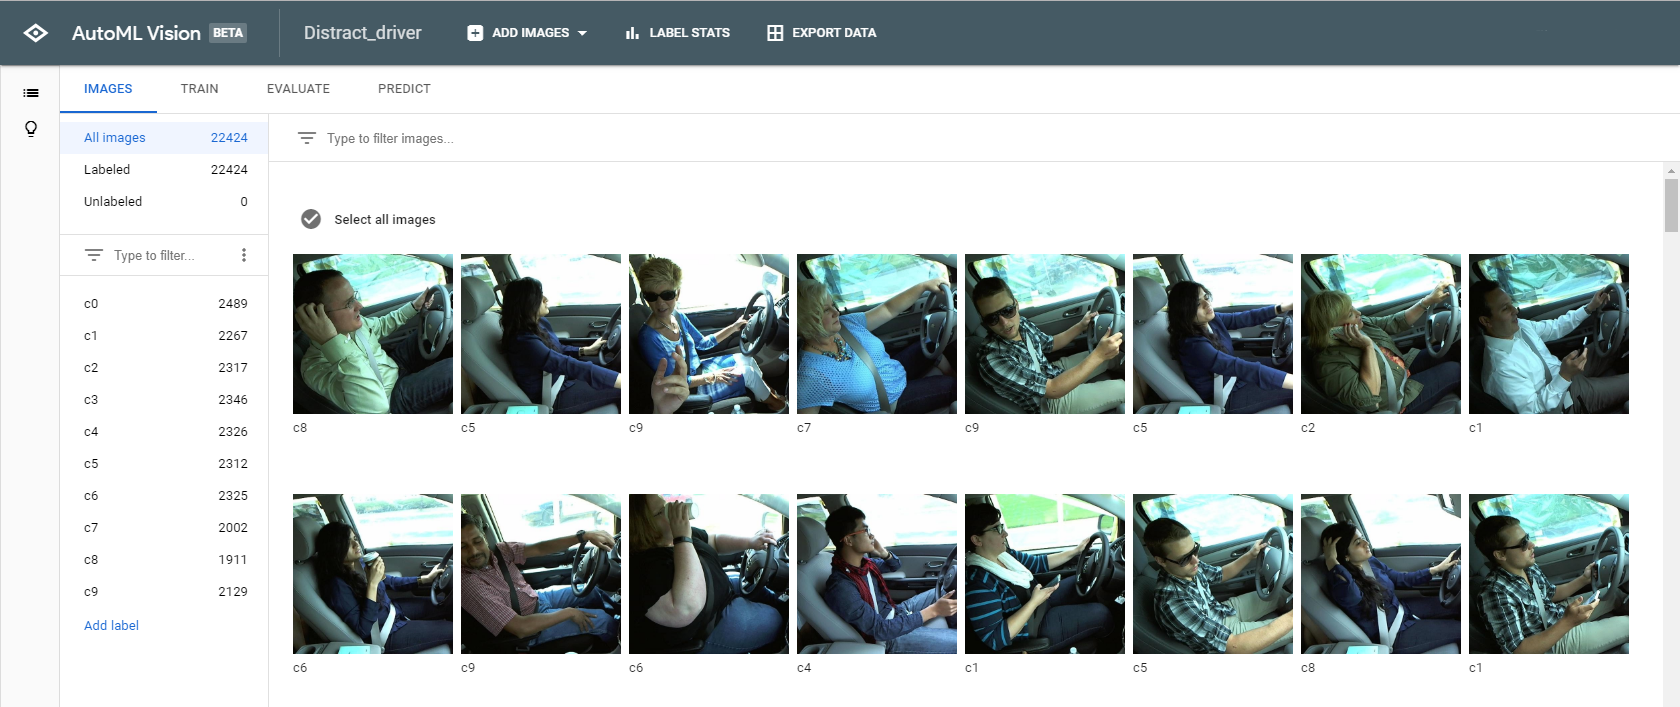 AutoML Vision BETA Distract_driver ADD IMAGES LABEL STATS EXPORT DATA
IMAGES TRAIN EVALUATE PREDICT
All images 22424
Labeled 22424
Unlabeled 0
Type to filter...
c0 2489
c1 2267
c2 2317
c3 2346
c4 2326
c5 2312
c6 2325
c7 2002
c8 1911
c9 2129
Add label
Type to filter images...
Select all images
c8 c5 c9 c7 c9 c5 c2 c1
c6 c9 c6 c4 c1 c5 c8 c1